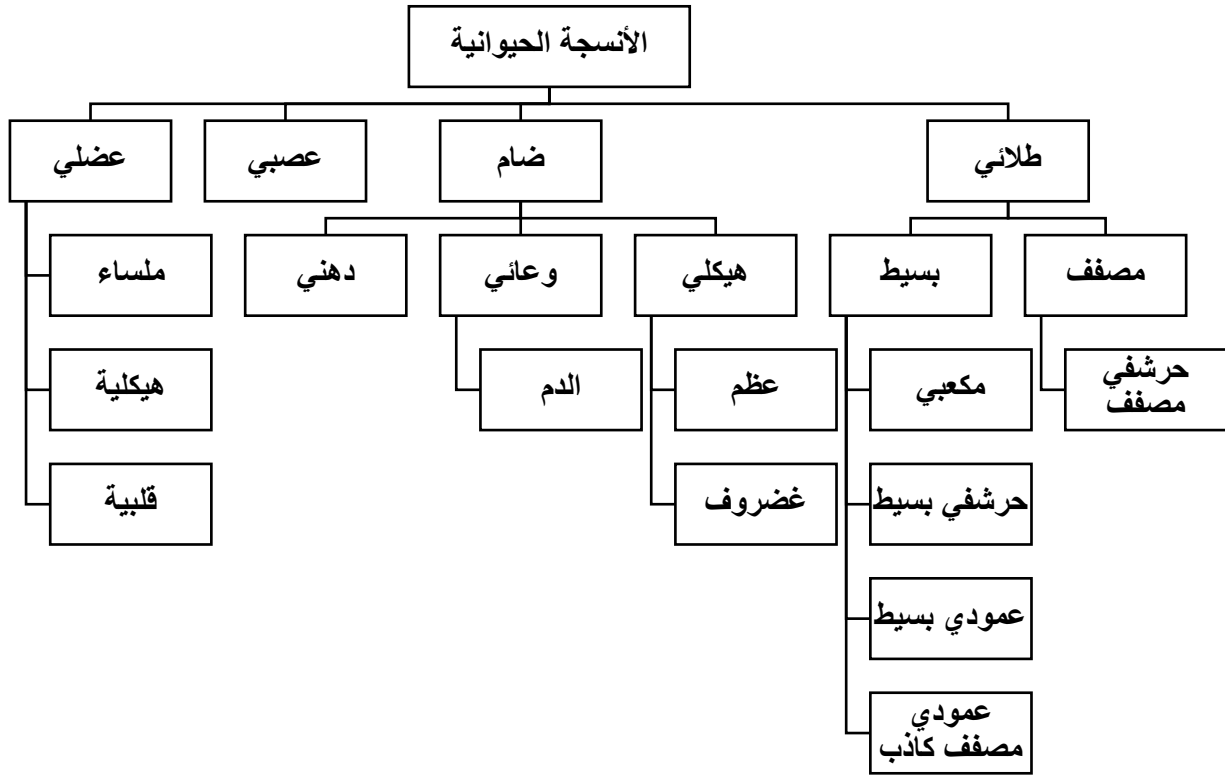 الأنسجة الحيوانية
طلائي
ضام
عصبي
عضلي
مصفف
بسيط
هيكلي
وعائي
دهني
ملساء
حرشفي
مصفف
مكعبي
عظم
الدم
هيكلية
حرشفي بسيط
غضروف
قلبية
عمودي بسيط
عمودي
مصفف كاذب